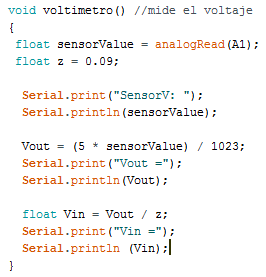 void voltimetro() //mide el voltaje
{
float sensorValue = analogRead(A1);
float z = 0.09;
Serial.print("SensorV: ");
Serial.println(sensorValue);
Vout = (5 * sensorValue) / 1023;
Serial.print("Vout =");
Serial.println(Vout);
float Vin = Vout / z;
Serial.print("Vin =");
Serial.println (Vin);
}